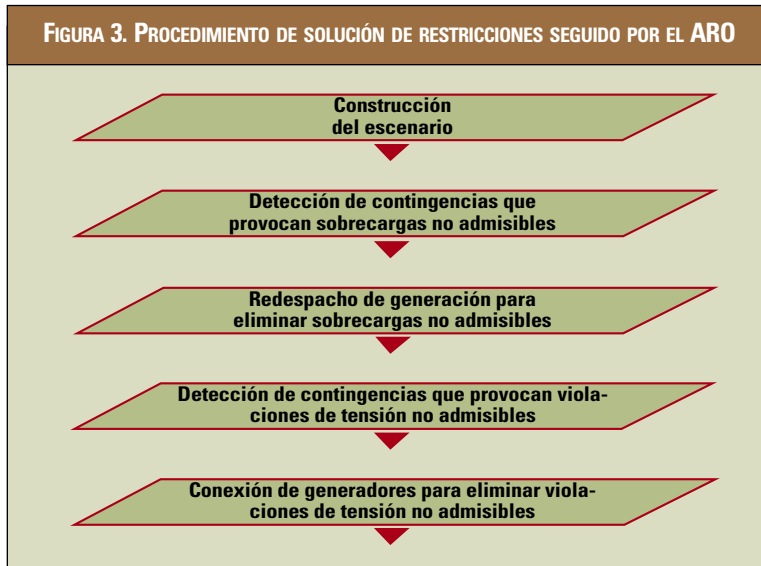 FIGURA 3. PROCEDIMIENTO DE SOLUCIÓN DE RESTRICCIONES SEGUIDO POR EL ARO
Construcción
del escenario
Detección de contingencias que
provocan sobrecargas no admisibles
Redespacho de generación para
eliminar sobrecargas no admisibles
Detección de contingencias que provocan viola-
ciones de tensión no admisibles
Conexión de generadores para eliminar viola-
ciones de tensión no admisibles